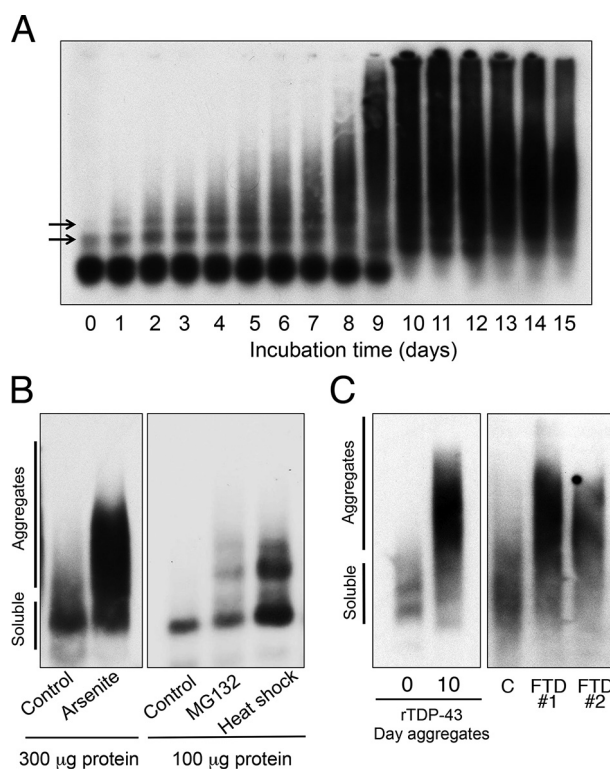 A
0 1 2 3 4 5 6 7 8 9 10 11 12 13 14 15
Incubation time (days)
B
Aggregates
Soluble
Control
Arsenite
Control
MG132
Heat shock
300 µg protein
100 µg protein
C
Aggregates
Soluble
0 10
rTDP-43
Day aggregates
C FTD FTD
#1 #2